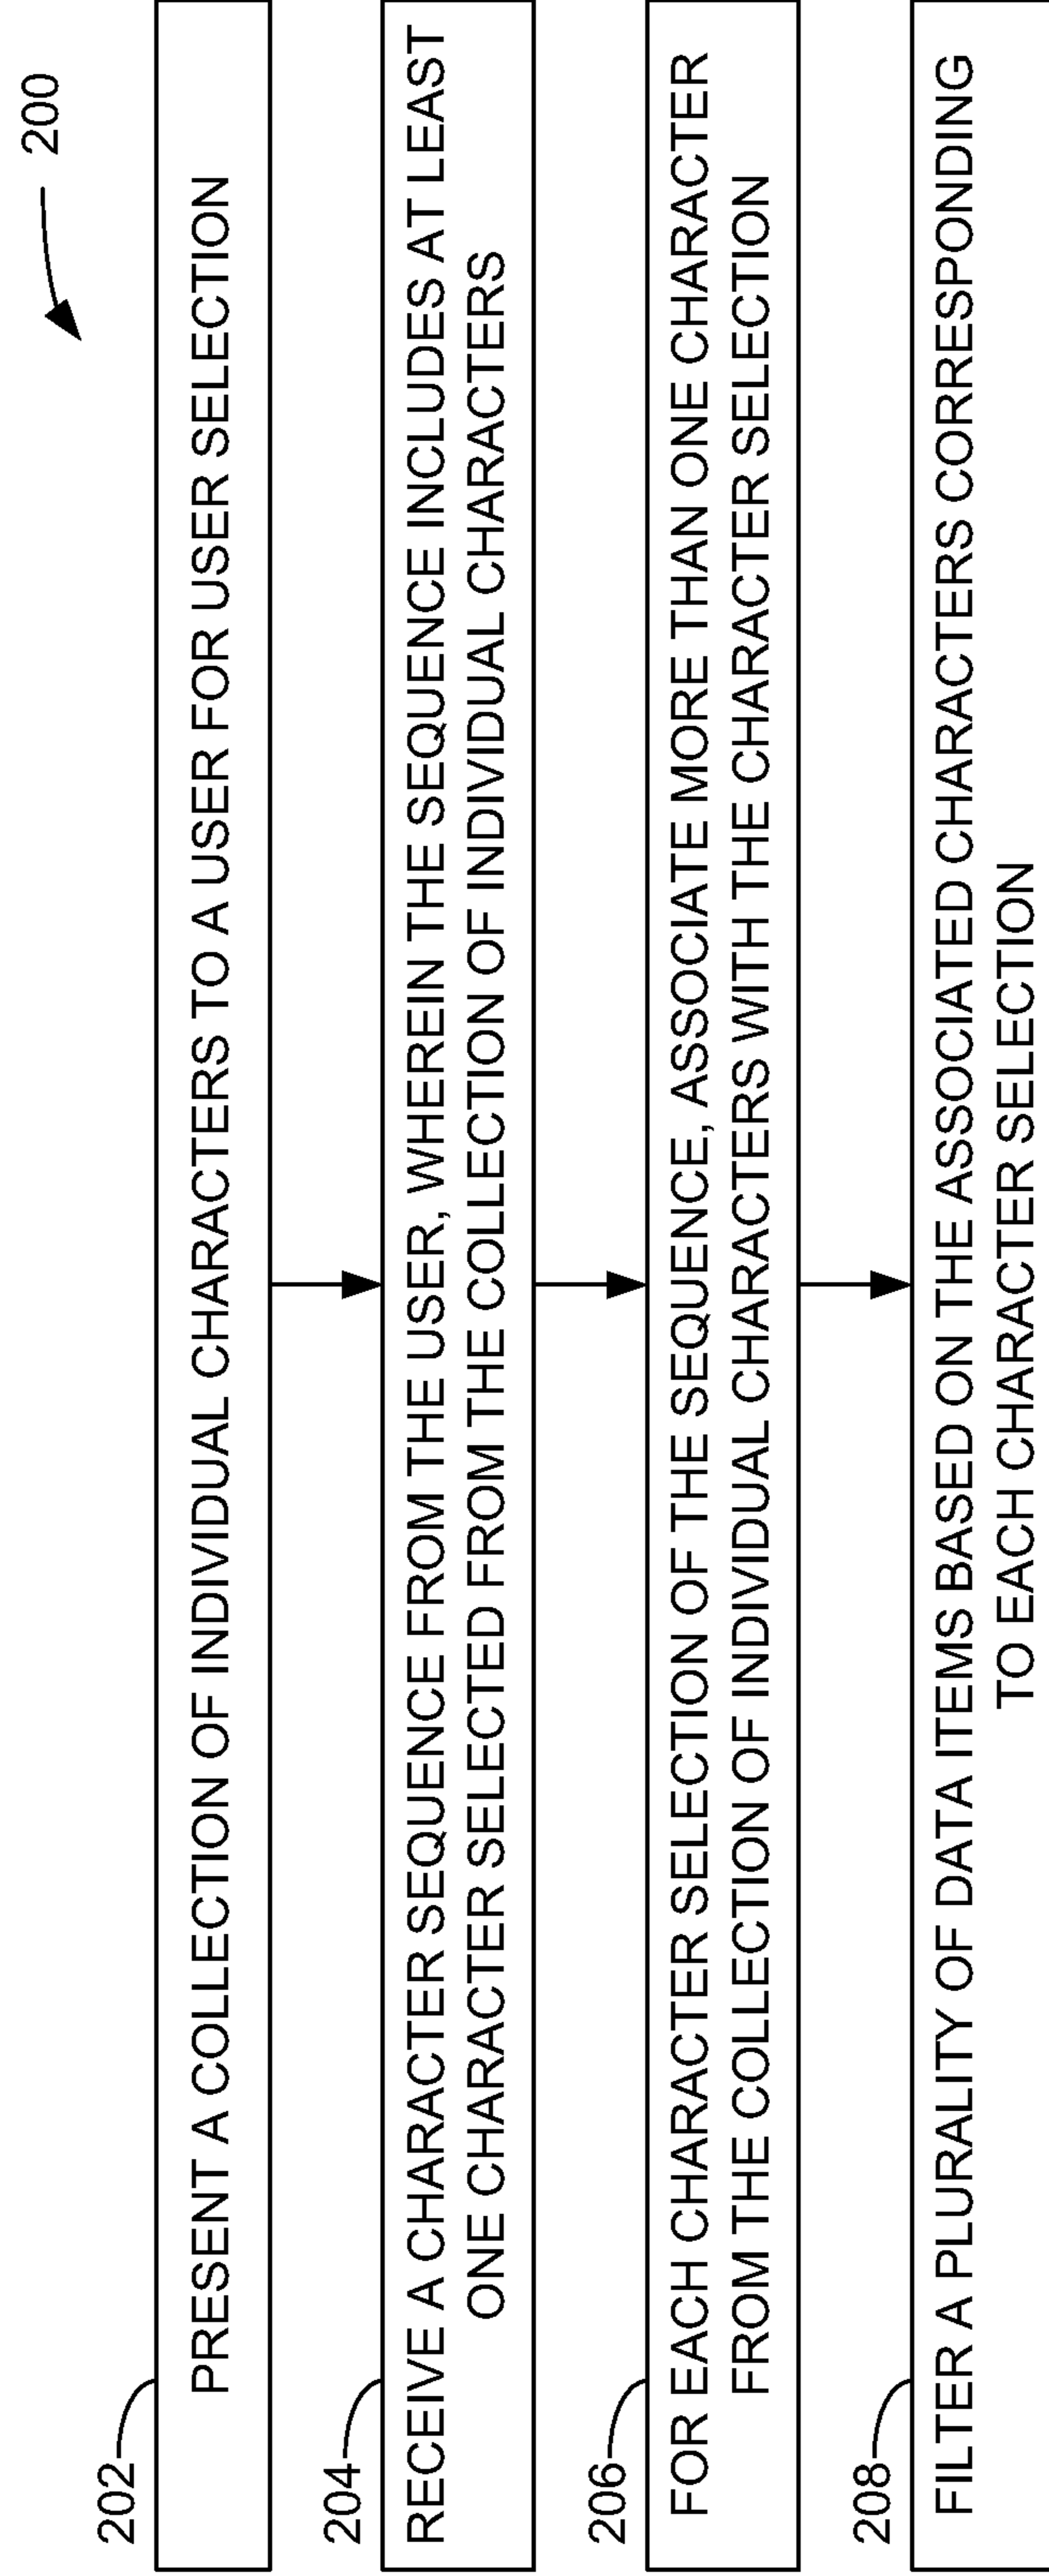 200
202
PRESENT A COLLECTION OF INDIVIDUAL CHARACTERS TO A USER FOR USER SELECTION
204
RECEIVE A CHARACTER SEQUENCE FROM THE USER, WHEREIN THE SEQUENCE INCLUDES AT LEAST
ONE CHARACTER SELECTED FROM THE COLLECTION OF INDIVIDUAL CHARACTERS
206
FOR EACH CHARACTER SELECTION OF THE SEQUENCE, ASSOCIATE MORE THAN ONE CHARACTER
FROM THE COLLECTION OF INDIVIDUAL CHARACTERS WITH THE CHARACTER SELECTION
208
FILTER A PLURALITY OF DATA ITEMS BASED ON THE ASSOCIATED CHARACTERS CORRESPONDING
TO EACH CHARACTER SELECTION